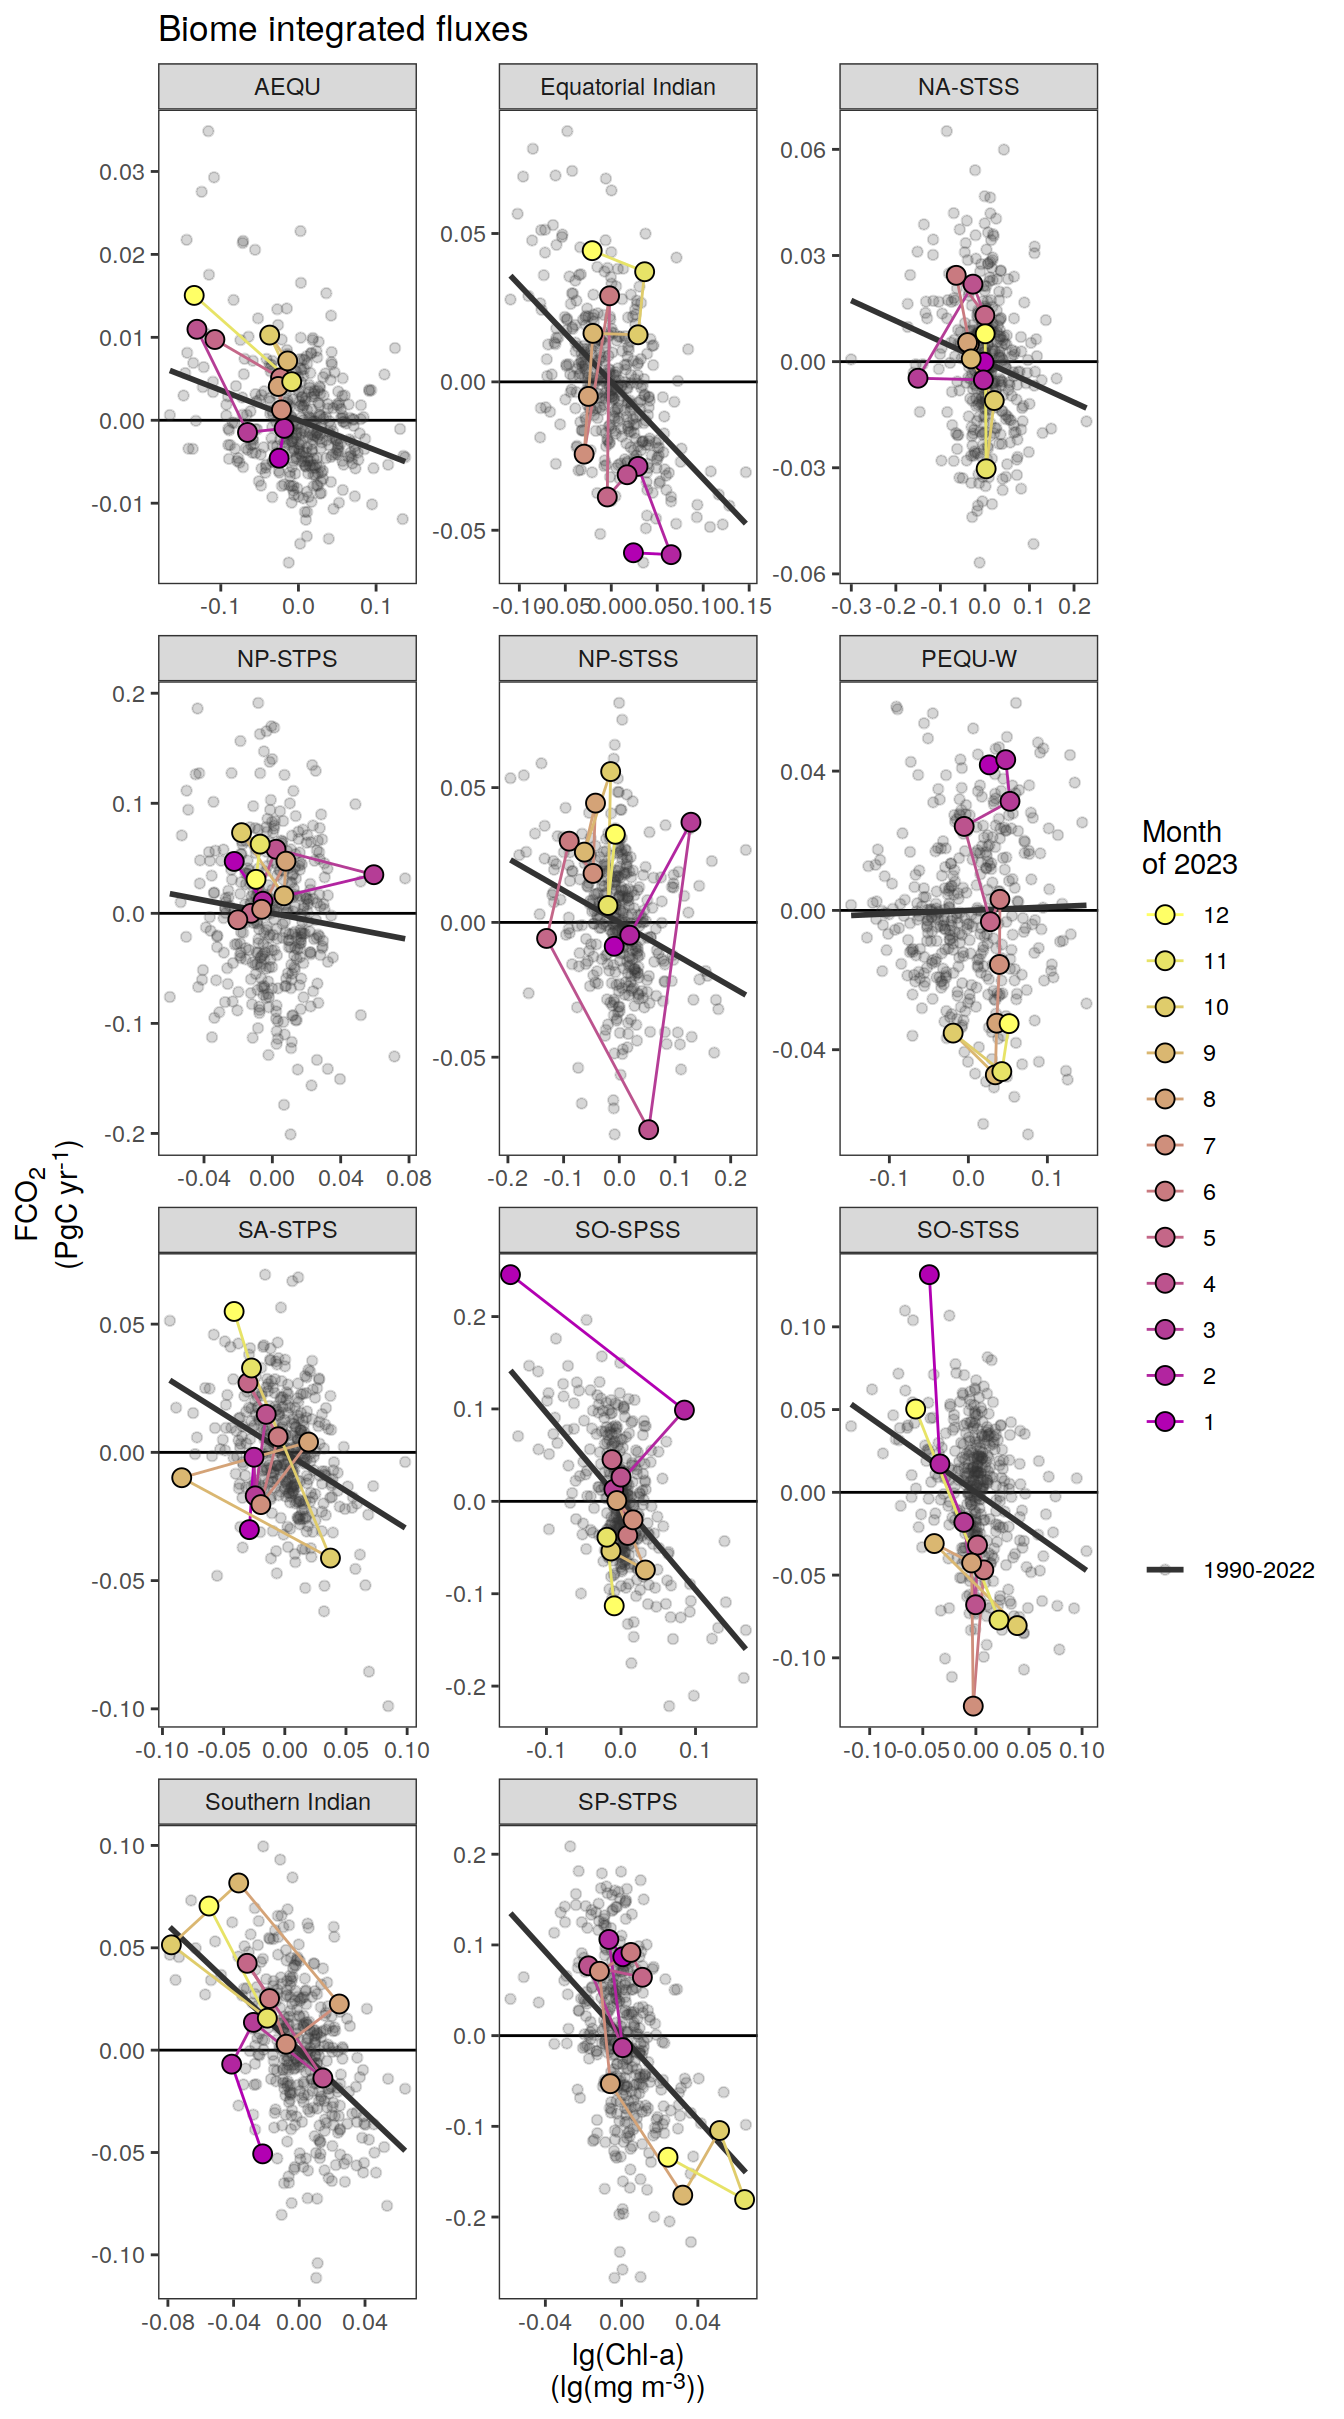 Biome integrated fluxes
AEQU Equatorial Indian NA-STSS
0.03
0.02
0.01
0.00
-0.01
0.05
0.00
-0.05
0.06
0.03
0.00
-0.03
-0.06
-0.1 0.0 0.1
-0.10 -0.05 0.00 0.05 0.10 0.15
-0.3 -0.2 -0.1 0.0 0.1 0.2
NP-STPS NP-STSS PEQU-W
0.2
0.1
0.0
-0.1
-0.2
0.05
0.00
-0.05
0.04
0.00
-0.04
-0.04 0.00 0.04 0.08
-0.2 -0.1 0.0 0.1 0.2
-0.1 0.0 0.1
SA-STPS SO-SPSS SO-STSS
0.05
0.00
-0.05
-0.10
0.2
0.1
0.0
-0.1
-0.2
0.10
0.05
0.00
-0.05
-0.10
-0.10 -0.05 0.00 0.05 0.10
-0.1 0.0 0.1
-0.10 -0.05 0.00 0.05 0.10
Southern Indian SP-STPS
0.10
0.05
0.00
-0.05
-0.10
0.2
0.1
0.0
-0.1
-0.2
-0.08 -0.04 0.00 0.04
-0.04 0.00 0.04
FCO₂
(PgC yr⁻¹)
lg(Chl-a)
(lg(mg m⁻³))
Month
of 2023
12
11
10
9
8
7
6
5
4
3
2
1
1990-2022